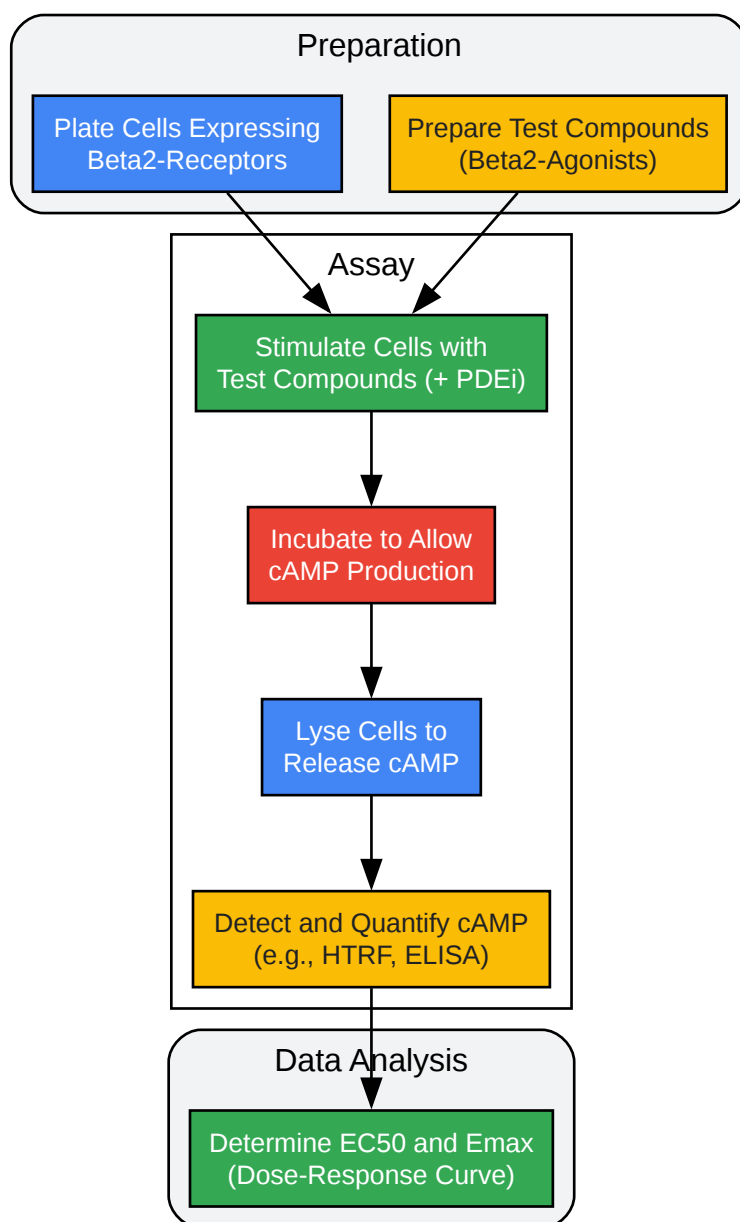 Preparation
Plate Cells Expressing
Beta2-Receptors
Prepare Test Compounds
(Beta2-Agonists)
Assay
Stimulate Cells with
Test Compounds (+ PDEi)
Incubate to Allow
cAMP Production
Lyse Cells to
Release cAMP
Detect and Quantify cAMP
(e.g., HTRF, ELISA)
Data Analysis
Determine EC50 and Emax
(Dose-Response Curve)